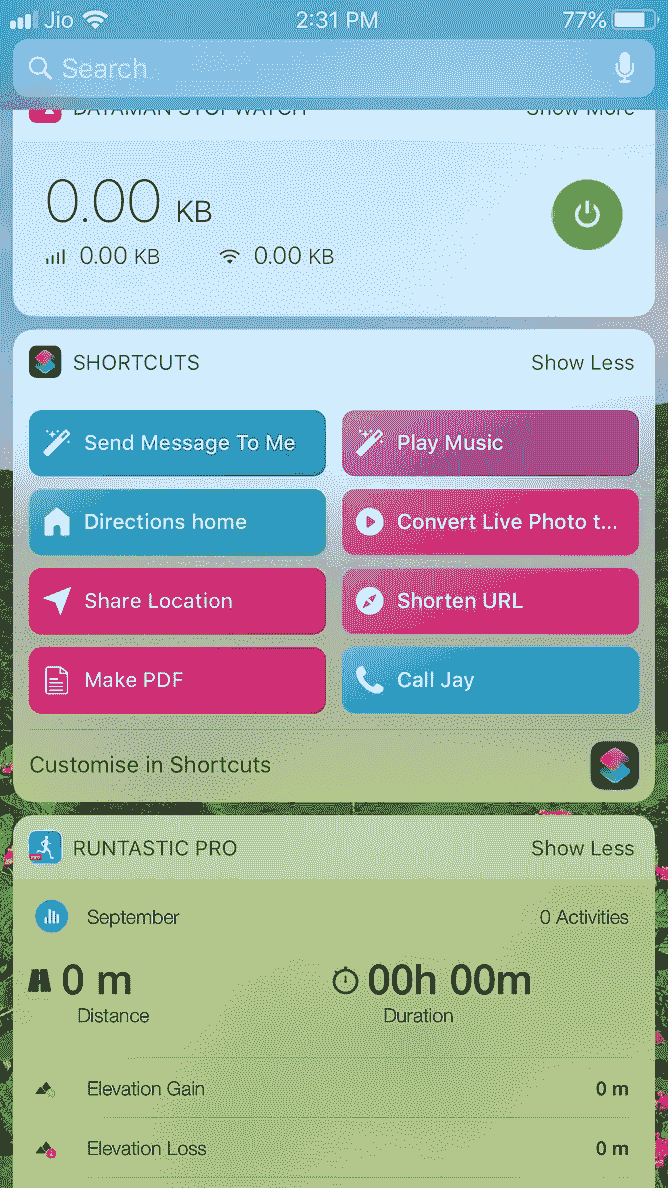 Jio 2:31 PM 77%
Search
DATAMAN STOPWATCH Show More
0.00 KB
0.00 KB 0.00 KB
SHORTCUTS Show Less
Send Message To Me Play Music
Directions home Convert Live Photo t...
Share Location Shorten URL
Make PDF Call Jay
Customise in Shortcuts
RUNTASTIC PRO Show Less
September 0 Activities
0 m 00h 00m
Distance Duration
Elevation Gain 0 m
Elevation Loss 0 m